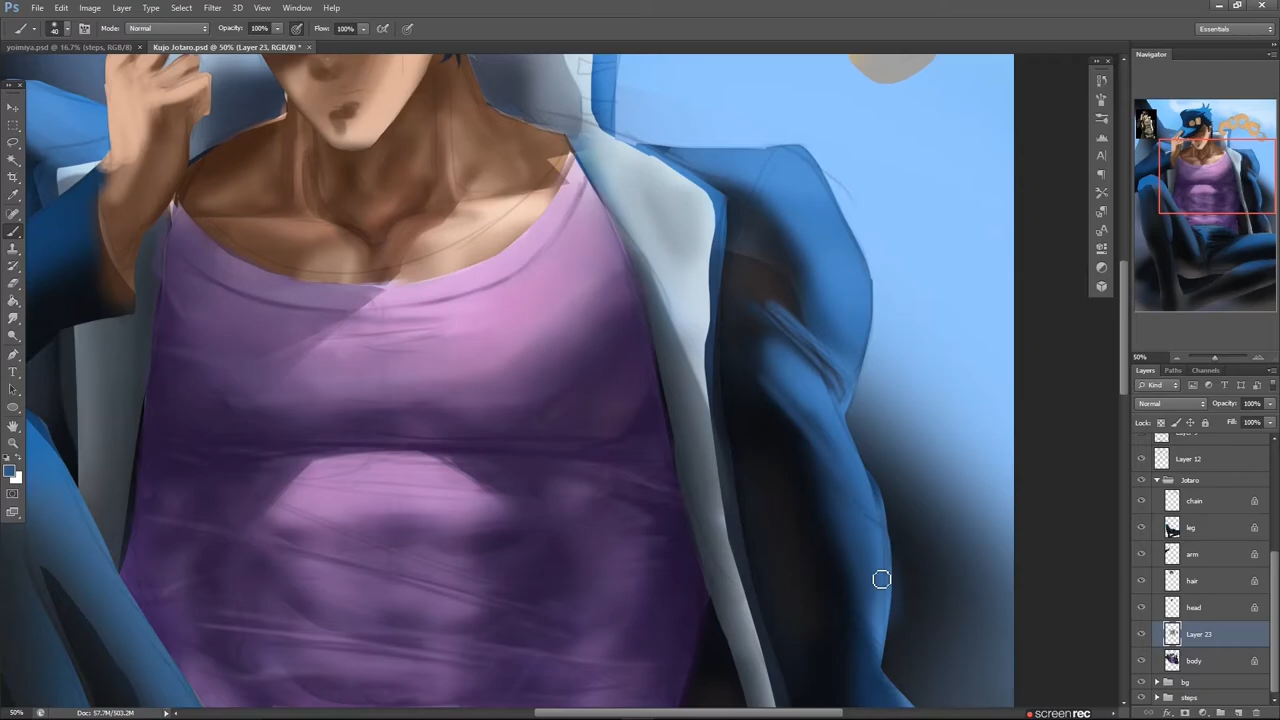 Ps File Edit Image Layer Type Select Filter 3D View Window Help
40 Mode: Normal Opacity: 100% Flow: 100% Essentials
yoimiya.psd @ 16.7% (steps, RGB/8) × Kujo Jotaro.psd @ 50% (Layer 23, RGB/8) * ×
Navigator
50%
Layers Paths Channels
Kind
Normal Opacity: 100%
Lock: Fill: 100%
Layer 12
Jotaro
chain
leg
arm
hair
head
Layer 23
body
bg
steps
50% Doc: 57.7M/503.2M
screenrec